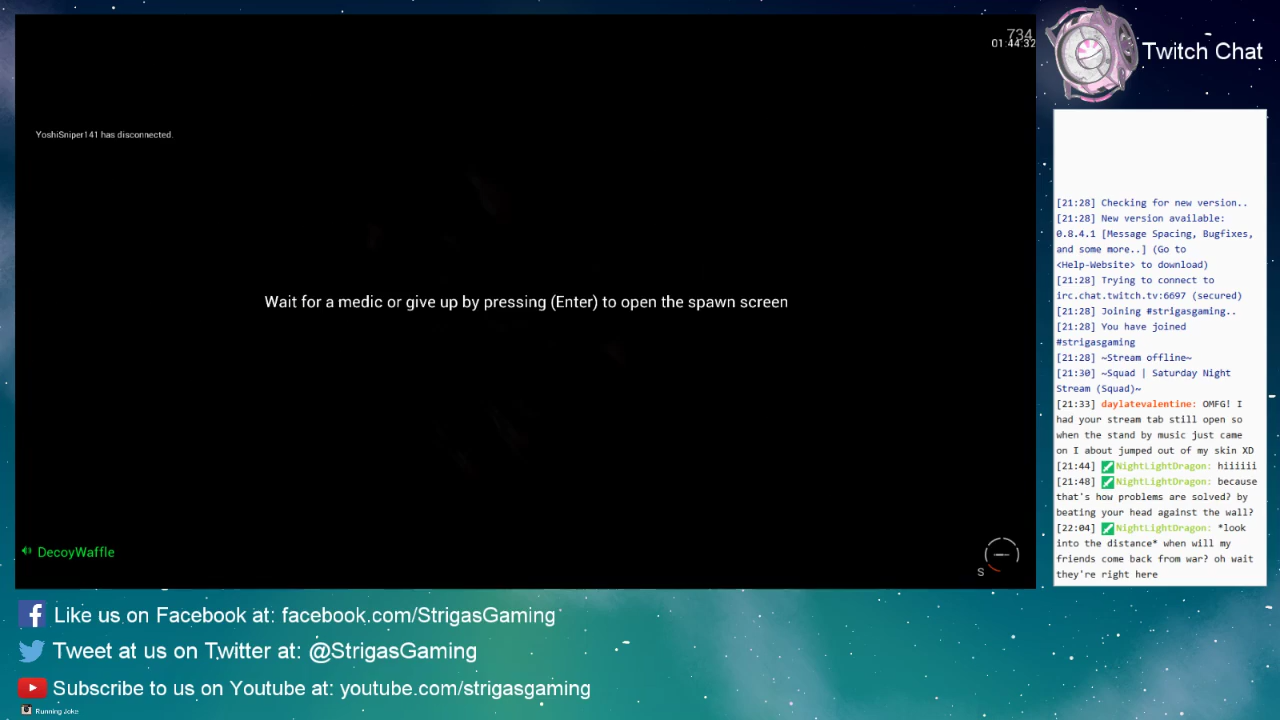 734
01:44:32
YoshiSniper141 has disconnected.
Wait for a medic or give up by pressing (Enter) to open the spawn screen
DecoyWaffle
S
Twitch Chat
[21:28] Checking for new version..
[21:28] New version available:
0.8.4.1 [Message Spacing, Bugfixes,
and some more..] (Go to
<Help-Website> to download)
[21:28] Trying to connect to
irc.chat.twitch.tv:6697 (secured)
[21:28] Joining #strigasgaming..
[21:28] You have joined
#strigasgaming
[21:28] ~Stream offline~
[21:30] ~Squad | Saturday Night
Stream (Squad)~
[21:33] daylatevalentine: OMFG! I
had your stream tab still open so
when the stand by music just came
on I about jumped out of my skin XD
[21:44] NightLightDragon: hiiiiii
[21:48] NightLightDragon: because
that's how problems are solved? by
beating your head against the wall?
[22:04] NightLightDragon: *look
into the distance* when will my
friends come back from war? oh wait
they're right here
Like us on Facebook at: facebook.com/StrigasGaming
Tweet at us on Twitter at: @StrigasGaming
Subscribe to us on Youtube at: youtube.com/strigasgaming
Running Joke